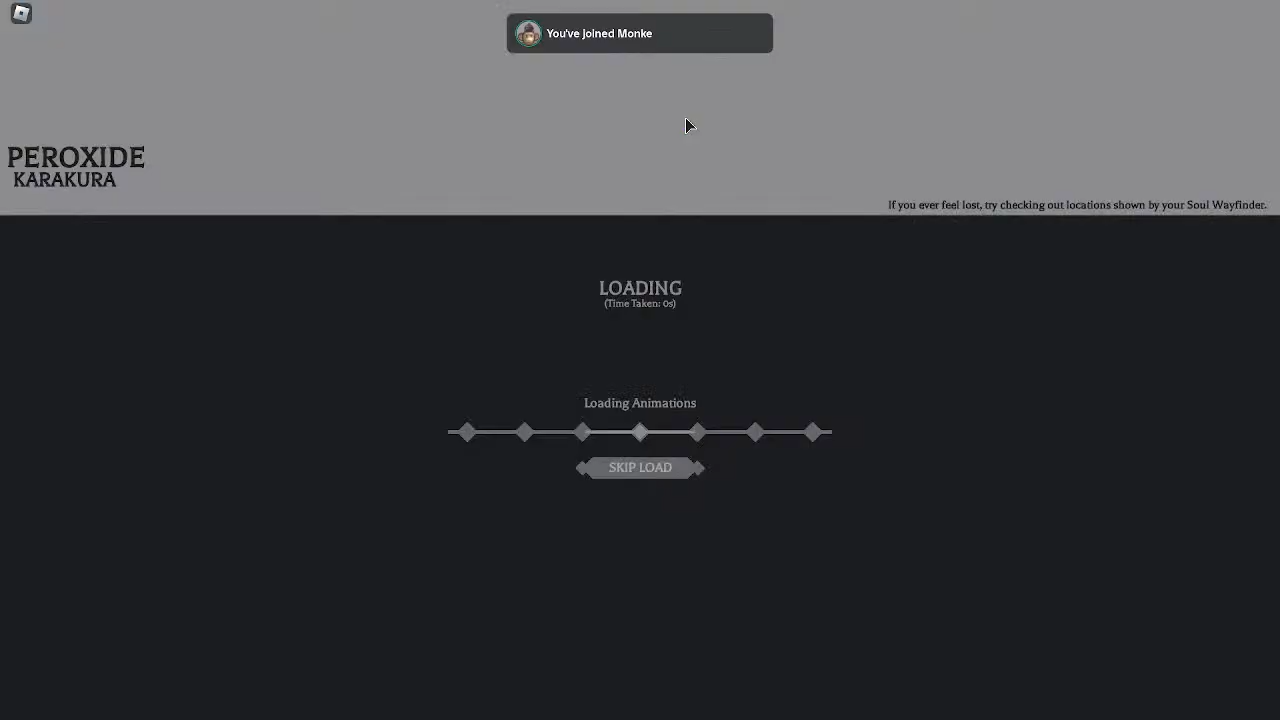 You've joined Monke
PEROXIDE
KARAKURA
If you ever feel lost, try checking out locations shown by your Soul Wayfinder.
LOADING
(Time Taken: 0s)
Loading Animations
SKIP LOAD